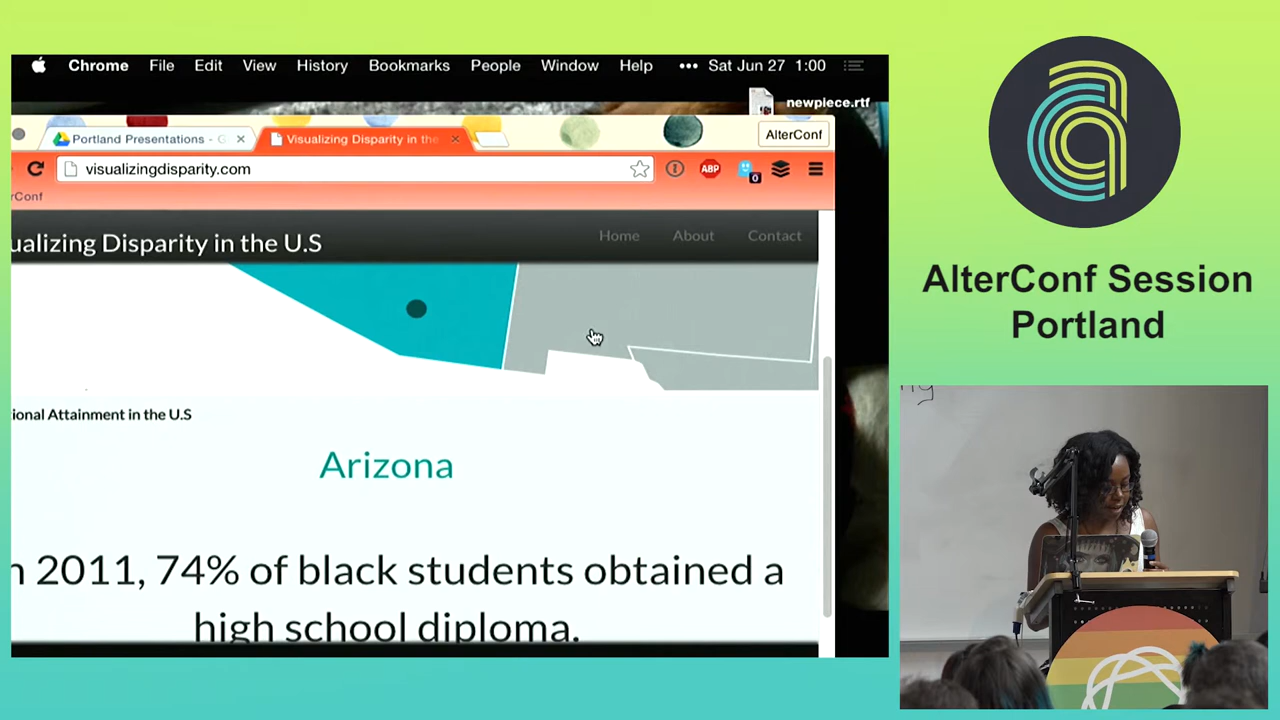 Chrome File Edit View History Bookmarks People Window Help ••• Sat Jun 27 1:00
newpiece.rtf
Portland Presentations - G
Visualizing Disparity in the
AlterConf
visualizingdisparity.com
ABP
0
erConf
ualizing Disparity in the U.S
Home About Contact
ional Attainment in the U.S
Arizona
n 2011, 74% of black students obtained a
high school diploma.
AlterConf Session
Portland